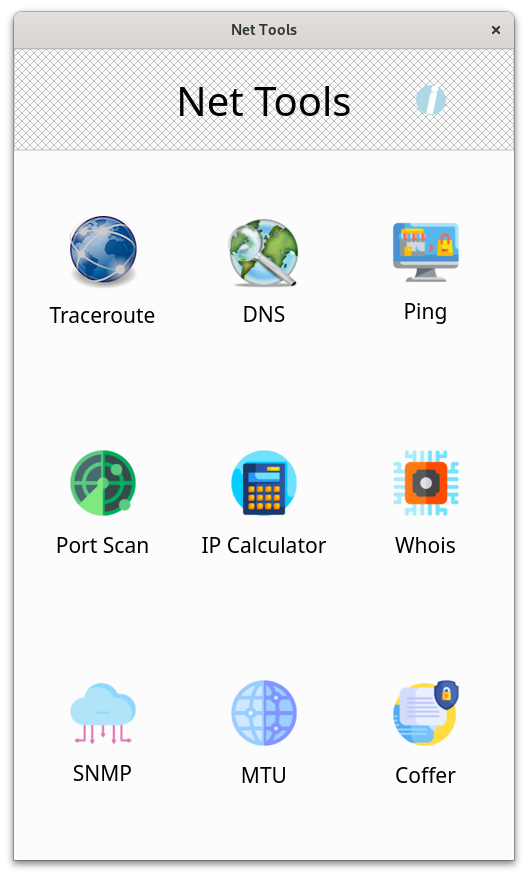 Net Tools
Net Tools
Traceroute
DNS
Ping
Port Scan
IP Calculator
Whois
SNMP
MTU
Coffer